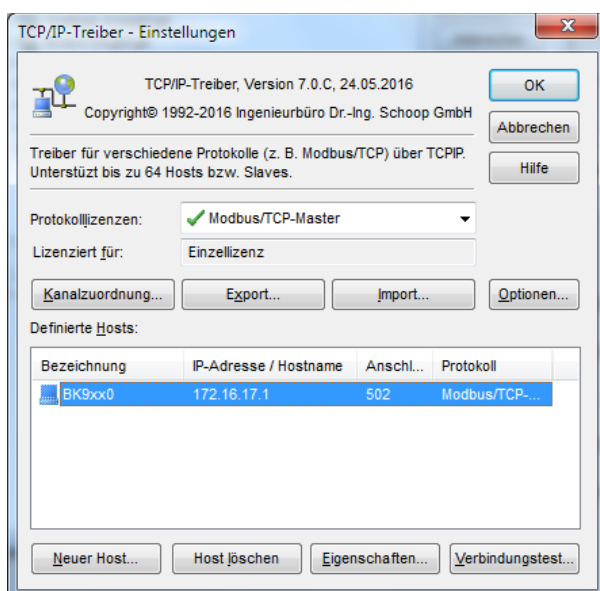 TCP/IP-Treiber - Einstellungen
TCP/IP-Treiber, Version 7.0.C, 24.05.2016
Copyright© 1992-2016 Ingenieurbüro Dr.-Ing. Schoop GmbH
OK
Abbrechen
Hilfe
Treiber für verschiedene Protokolle (z. B. Modbus/TCP) über TCPIP.
Unterstüzt bis zu 64 Hosts bzw. Slaves.
Protokolllizenzen: Modbus/TCP-Master
Lizenziert für: Einzellizenz
Kanalzuordnung... Export... Import... Optionen...
Definierte Hosts:
Bezeichnung IP-Adresse / Hostname Anschl... Protokoll
BK9xx0 172.16.17.1 502 Modbus/TCP-...
Neuer Host... Host löschen Eigenschaften... Verbindungstest...